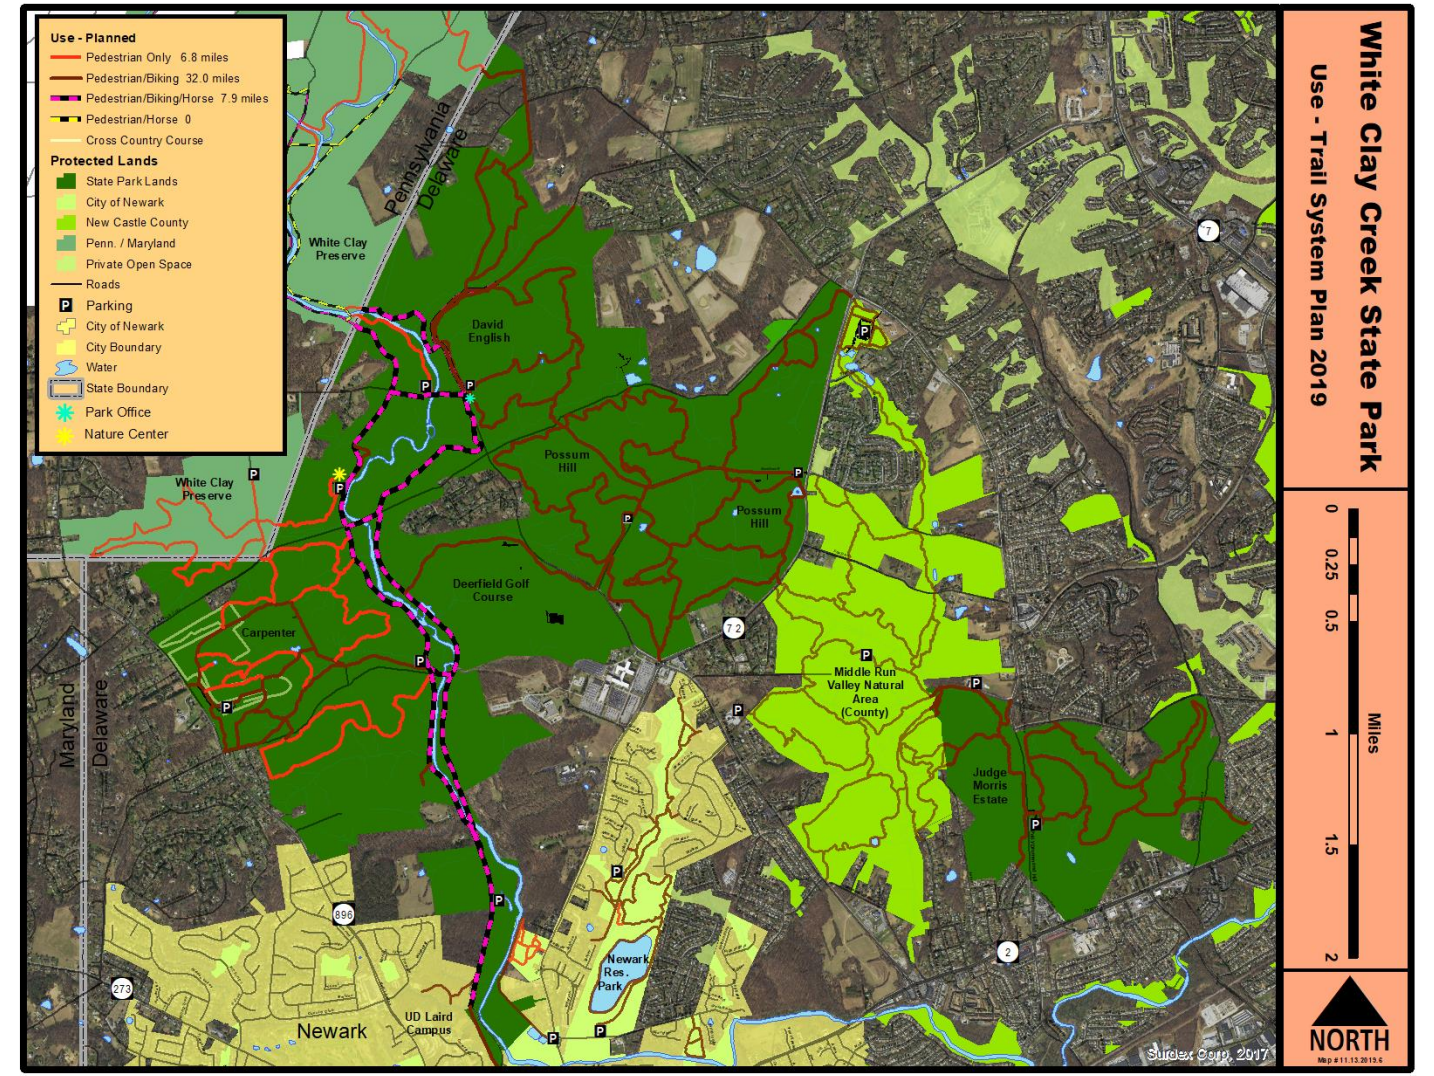 Use - Planned
Pedestrian Only 6.8 miles
Pedestrian/Biking 32.0 miles
Pedestrian/Biking/Horse 7.9 miles
Pedestrian/Horse 0
Cross Country Course
Protected Lands
State Park Lands
City of Newark
New Castle County
Penn. / Maryland
Private Open Space
Roads
P Parking
City of Newark
City Boundary
Water
State Boundary
Park Office
Nature Center
White Clay Creek State Park
Use - Trail System Plan 2019
0 0.25 0.5 1 1.5 2
Miles
NORTH
Map # 11.13.2019.6
Pennsylvania
Delaware
White Clay
Preserve
David
English
P
P
P
White Clay
Preserve
P
P
Possum
Hill
P
Possum
Hill
P
Deerfield Golf
Course
Carpenter
P
P
72
P
Middle Run
Valley Natural
Area
(County)
P
P
Maryland
Delaware
Judge
Morris
Estate
P
P
P
896
2
273
Newark
Res.
Park
UD Laird
Campus
Newark
P
P
Surdex Corp, 2017